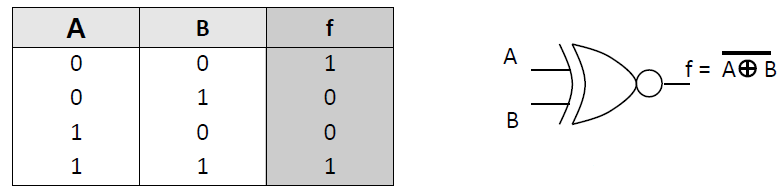 A B f
0 0 1
0 1 0
1 0 0
1 1 1
A
B
f = A⊕ B